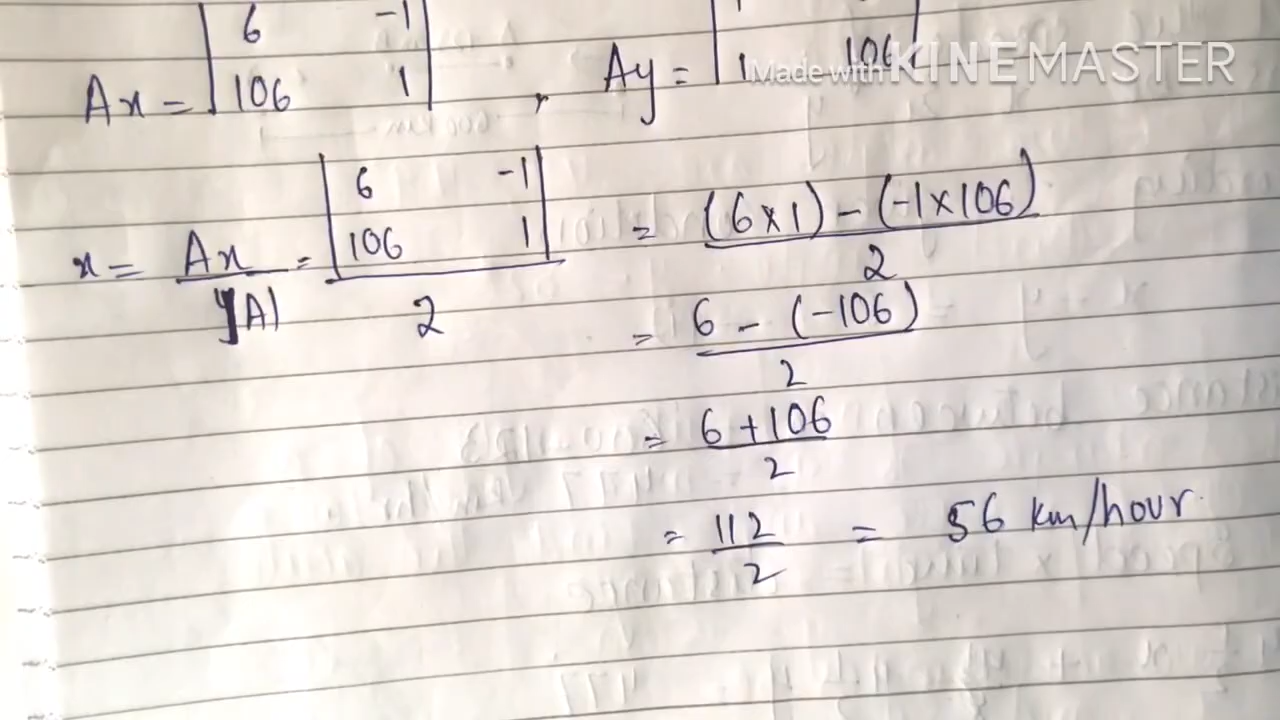 Ax = | 6 -1 |
| 106 1 | , Ay = | 1 106 |
Made with KINEMASTER
x = Ax / |A| = | 6 -1 | / 2 = (6×1) - (-1×106) / 2
| 106 1 |
= 6 - (-106) / 2
= 6 + 106 / 2
= 112 / 2 = 56 km/hour